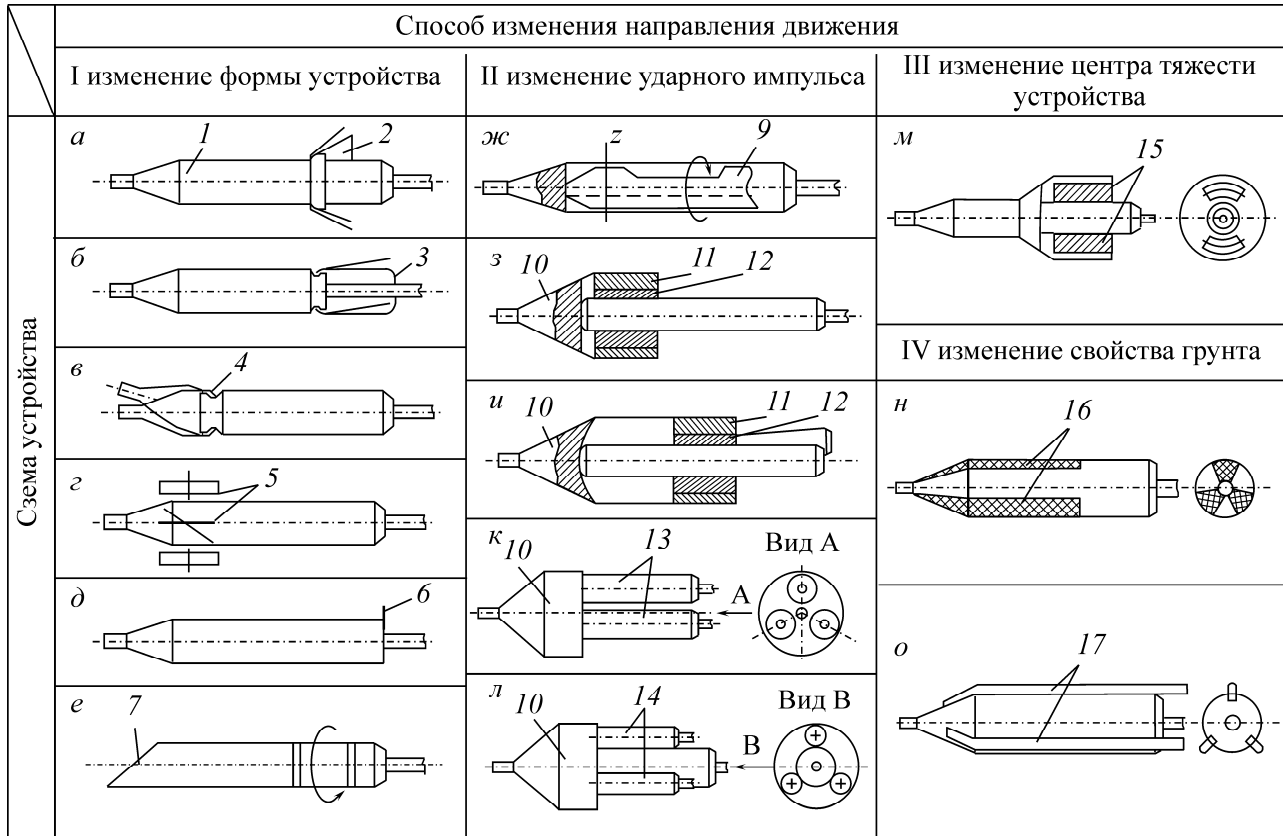 Способ изменения направления движения
I изменение формы устройства
II изменение ударного импульса
III изменение центра тяжести
устройства
Сзема устройства
а
1
2
б
3
в
4
г
5
д
6
е
7
ж
z
9
з
10
11
12
и
10
11
12
к
10
13
Вид А
А
л
10
14
Вид В
В
м
15
IV изменение свойства грунта
н
16
о
17